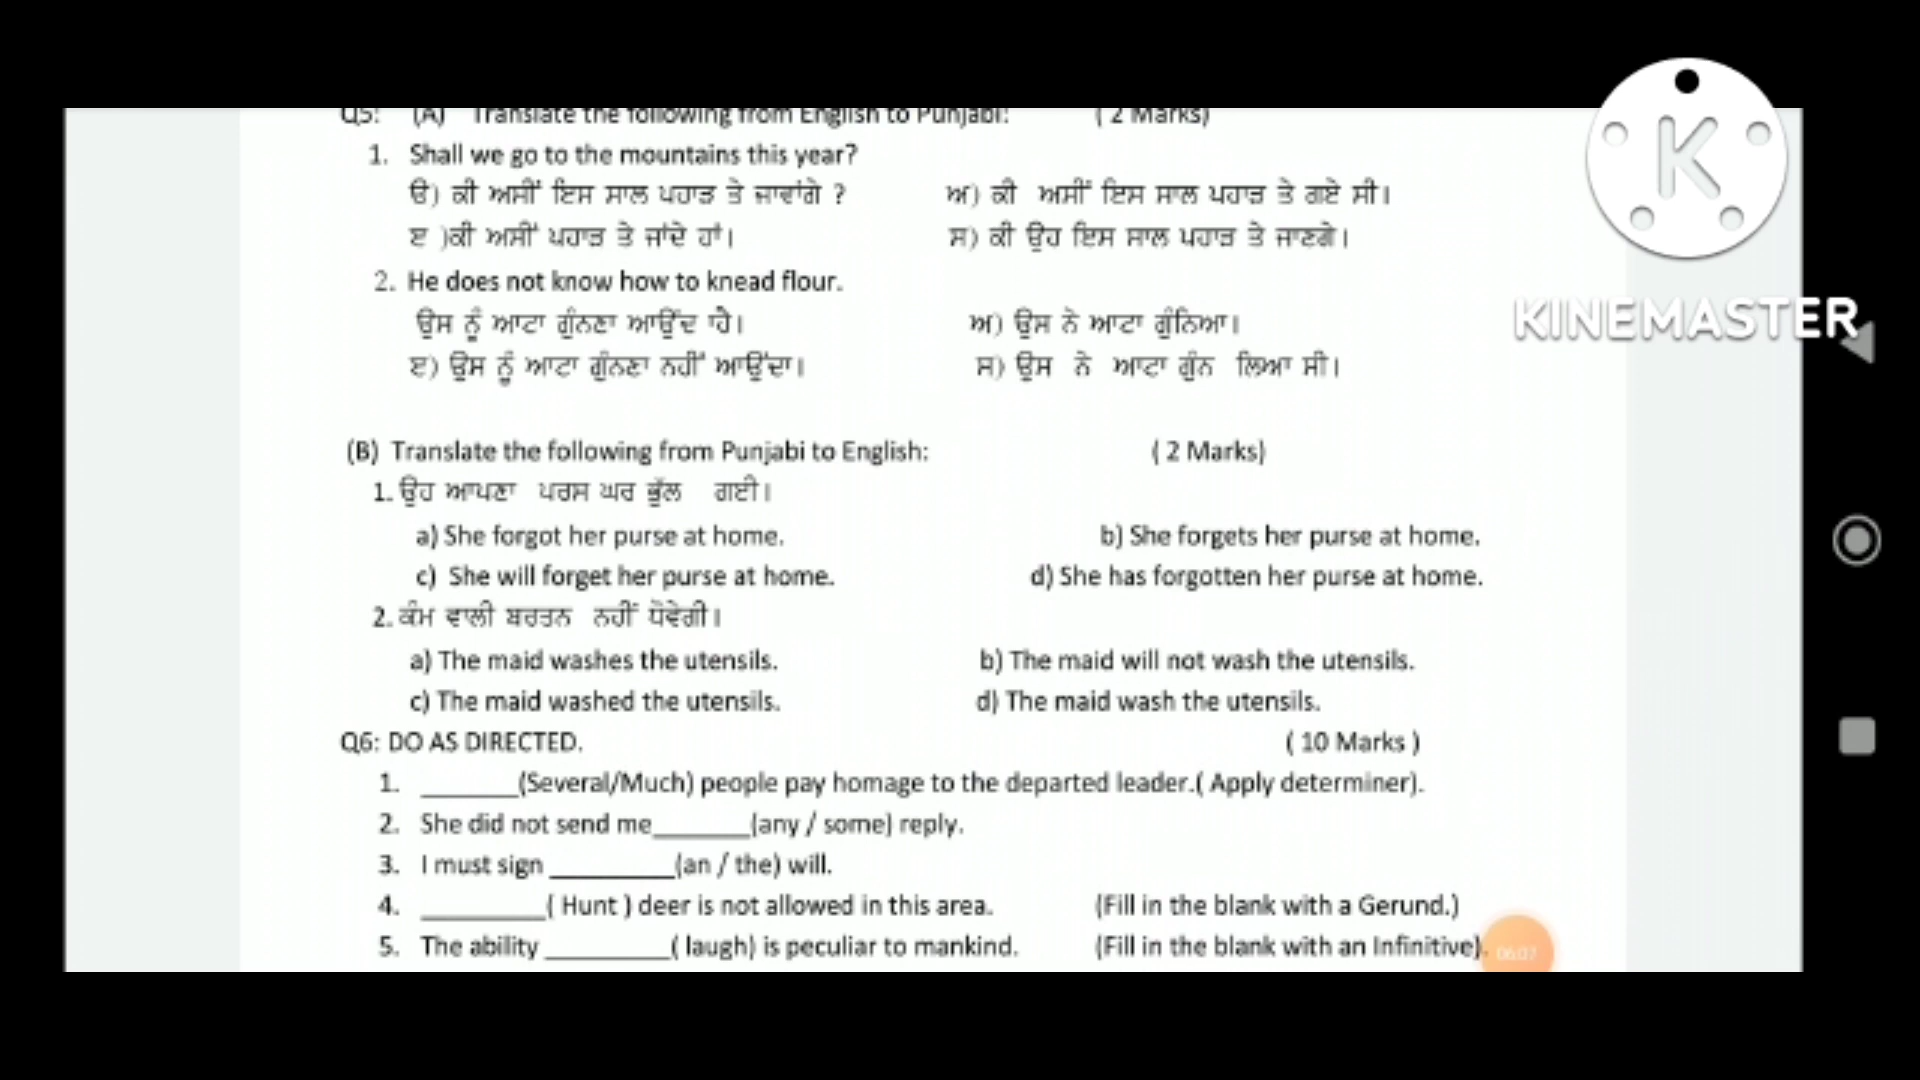 Q5: (A) Translate the following from English to Punjabi: ( 2 Marks)
1. Shall we go to the mountains this year?
ੳ) ਕੀ ਅਸੀਂ ਇਸ ਸਾਲ ਪਹਾੜ ਤੇ ਜਾਵਾਂਗੇ ? ਅ) ਕੀ ਅਸੀਂ ਇਸ ਸਾਲ ਪਹਾੜ ਤੇ ਗਏ ਸੀ।
ੲ )ਕੀ ਅਸੀਂ ਪਹਾੜ ਤੇ ਜਾਂਦੇ ਹਾਂ। ਸ) ਕੀ ਉਹ ਇਸ ਸਾਲ ਪਹਾੜ ਤੇ ਜਾਣਗੇ।
2. He does not know how to knead flour.
ਉਸ ਨੂੰ ਆਟਾ ਗੁੰਨਣਾ ਆਉਂਦ ਾਹੈ। ਅ) ਉਸ ਨੇ ਆਟਾ ਗੁੰਨਿਆ।
ੲ) ਉਸ ਨੂੰ ਆਟਾ ਗੁੰਨਣਾ ਨਹੀਂ ਆਉਂਦਾ। ਸ) ਉਸ ਨੇ ਆਟਾ ਗੁੰਨ ਲਿਆ ਸੀ।
(B) Translate the following from Punjabi to English: ( 2 Marks)
1. ਉਹ ਆਪਣਾ ਪਰਸ ਘਰ ਭੁੱਲ ਗਈ।
a) She forgot her purse at home. b) She forgets her purse at home.
c) She will forget her purse at home. d) She has forgotten her purse at home.
2. ਕੰਮ ਵਾਲੀ ਬਰਤਨ ਨਹੀਂ ਧੋਵੇਗੀ।
a) The maid washes the utensils. b) The maid will not wash the utensils.
c) The maid washed the utensils. d) The maid wash the utensils.
Q6: DO AS DIRECTED. ( 10 Marks )
1. _______(Several/Much) people pay homage to the departed leader.( Apply determiner).
2. She did not send me_______(any / some) reply.
3. I must sign _________(an / the) will.
4. _________( Hunt ) deer is not allowed in this area. (Fill in the blank with a Gerund.)
5. The ability _________( laugh) is peculiar to mankind. (Fill in the blank with an Infinitive).
06:07
K
KINEMASTER